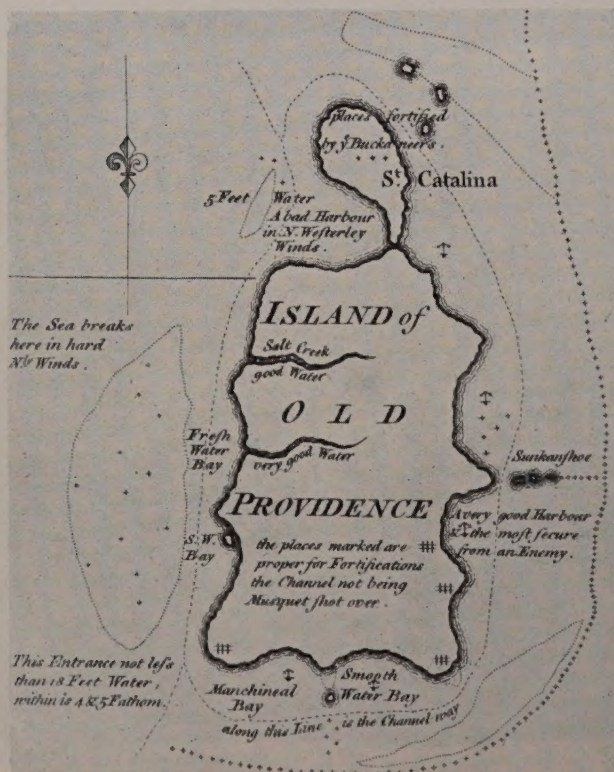 places fortified
by yͤ Buckaneers.
Sᵗ. Catalina
5 Feet Water
A bad Harbour
in N. Weſterley
Winds.
ISLAND of
The Sea breaks
here in hard
Nˡʸ Winds.
Salt Creek
good Water
OLD
Freſh
Water
Bay
very good Water
Sunkanſhoe
PROVIDENCE
A very good Harbour
& the moſt ſecure
from an Enemy.
S.W.
Bay
the places marked are
proper for Fortifications
the Channel not being
Muſquet ſhot over.
This Entrance not leſs
than 18 Feet Water,
within is 4 & 5 Fathom.
Manchineal
Bay
Smooth
Water Bay
along this Line is the Channel way